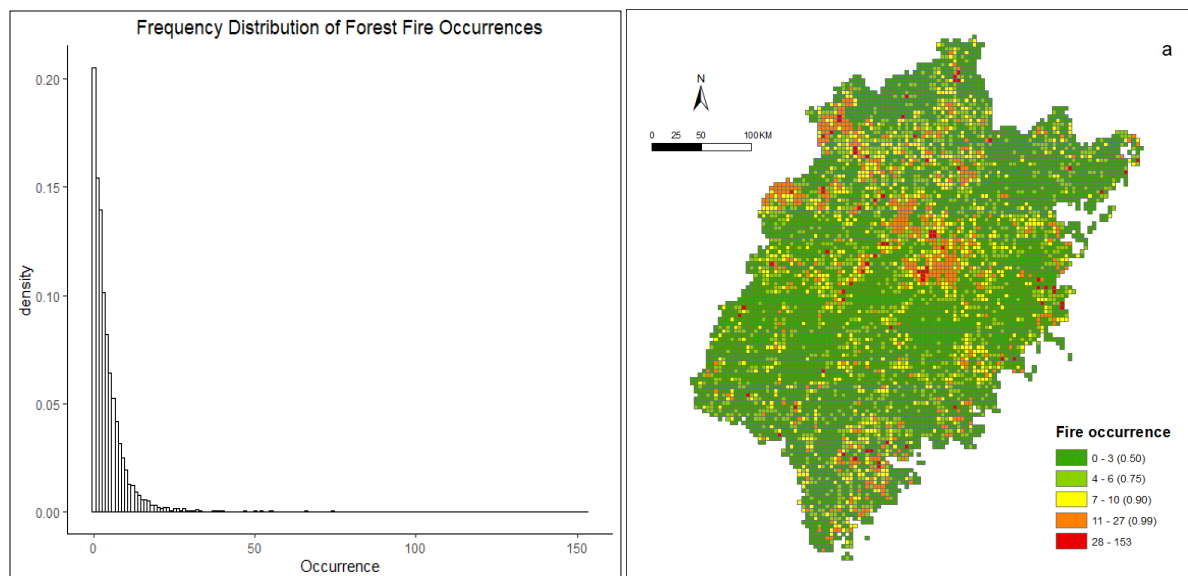 Frequency Distribution of Forest Fire Occurrences
0.20
0.15
0.10
0.05
0.00
density
0 50 100 150
Occurrence
a
N
0 25 50 100KM
Fire occurrence
0 - 3 (0.50)
4 - 6 (0.75)
7 - 10 (0.90)
11 - 27 (0.99)
28 - 153